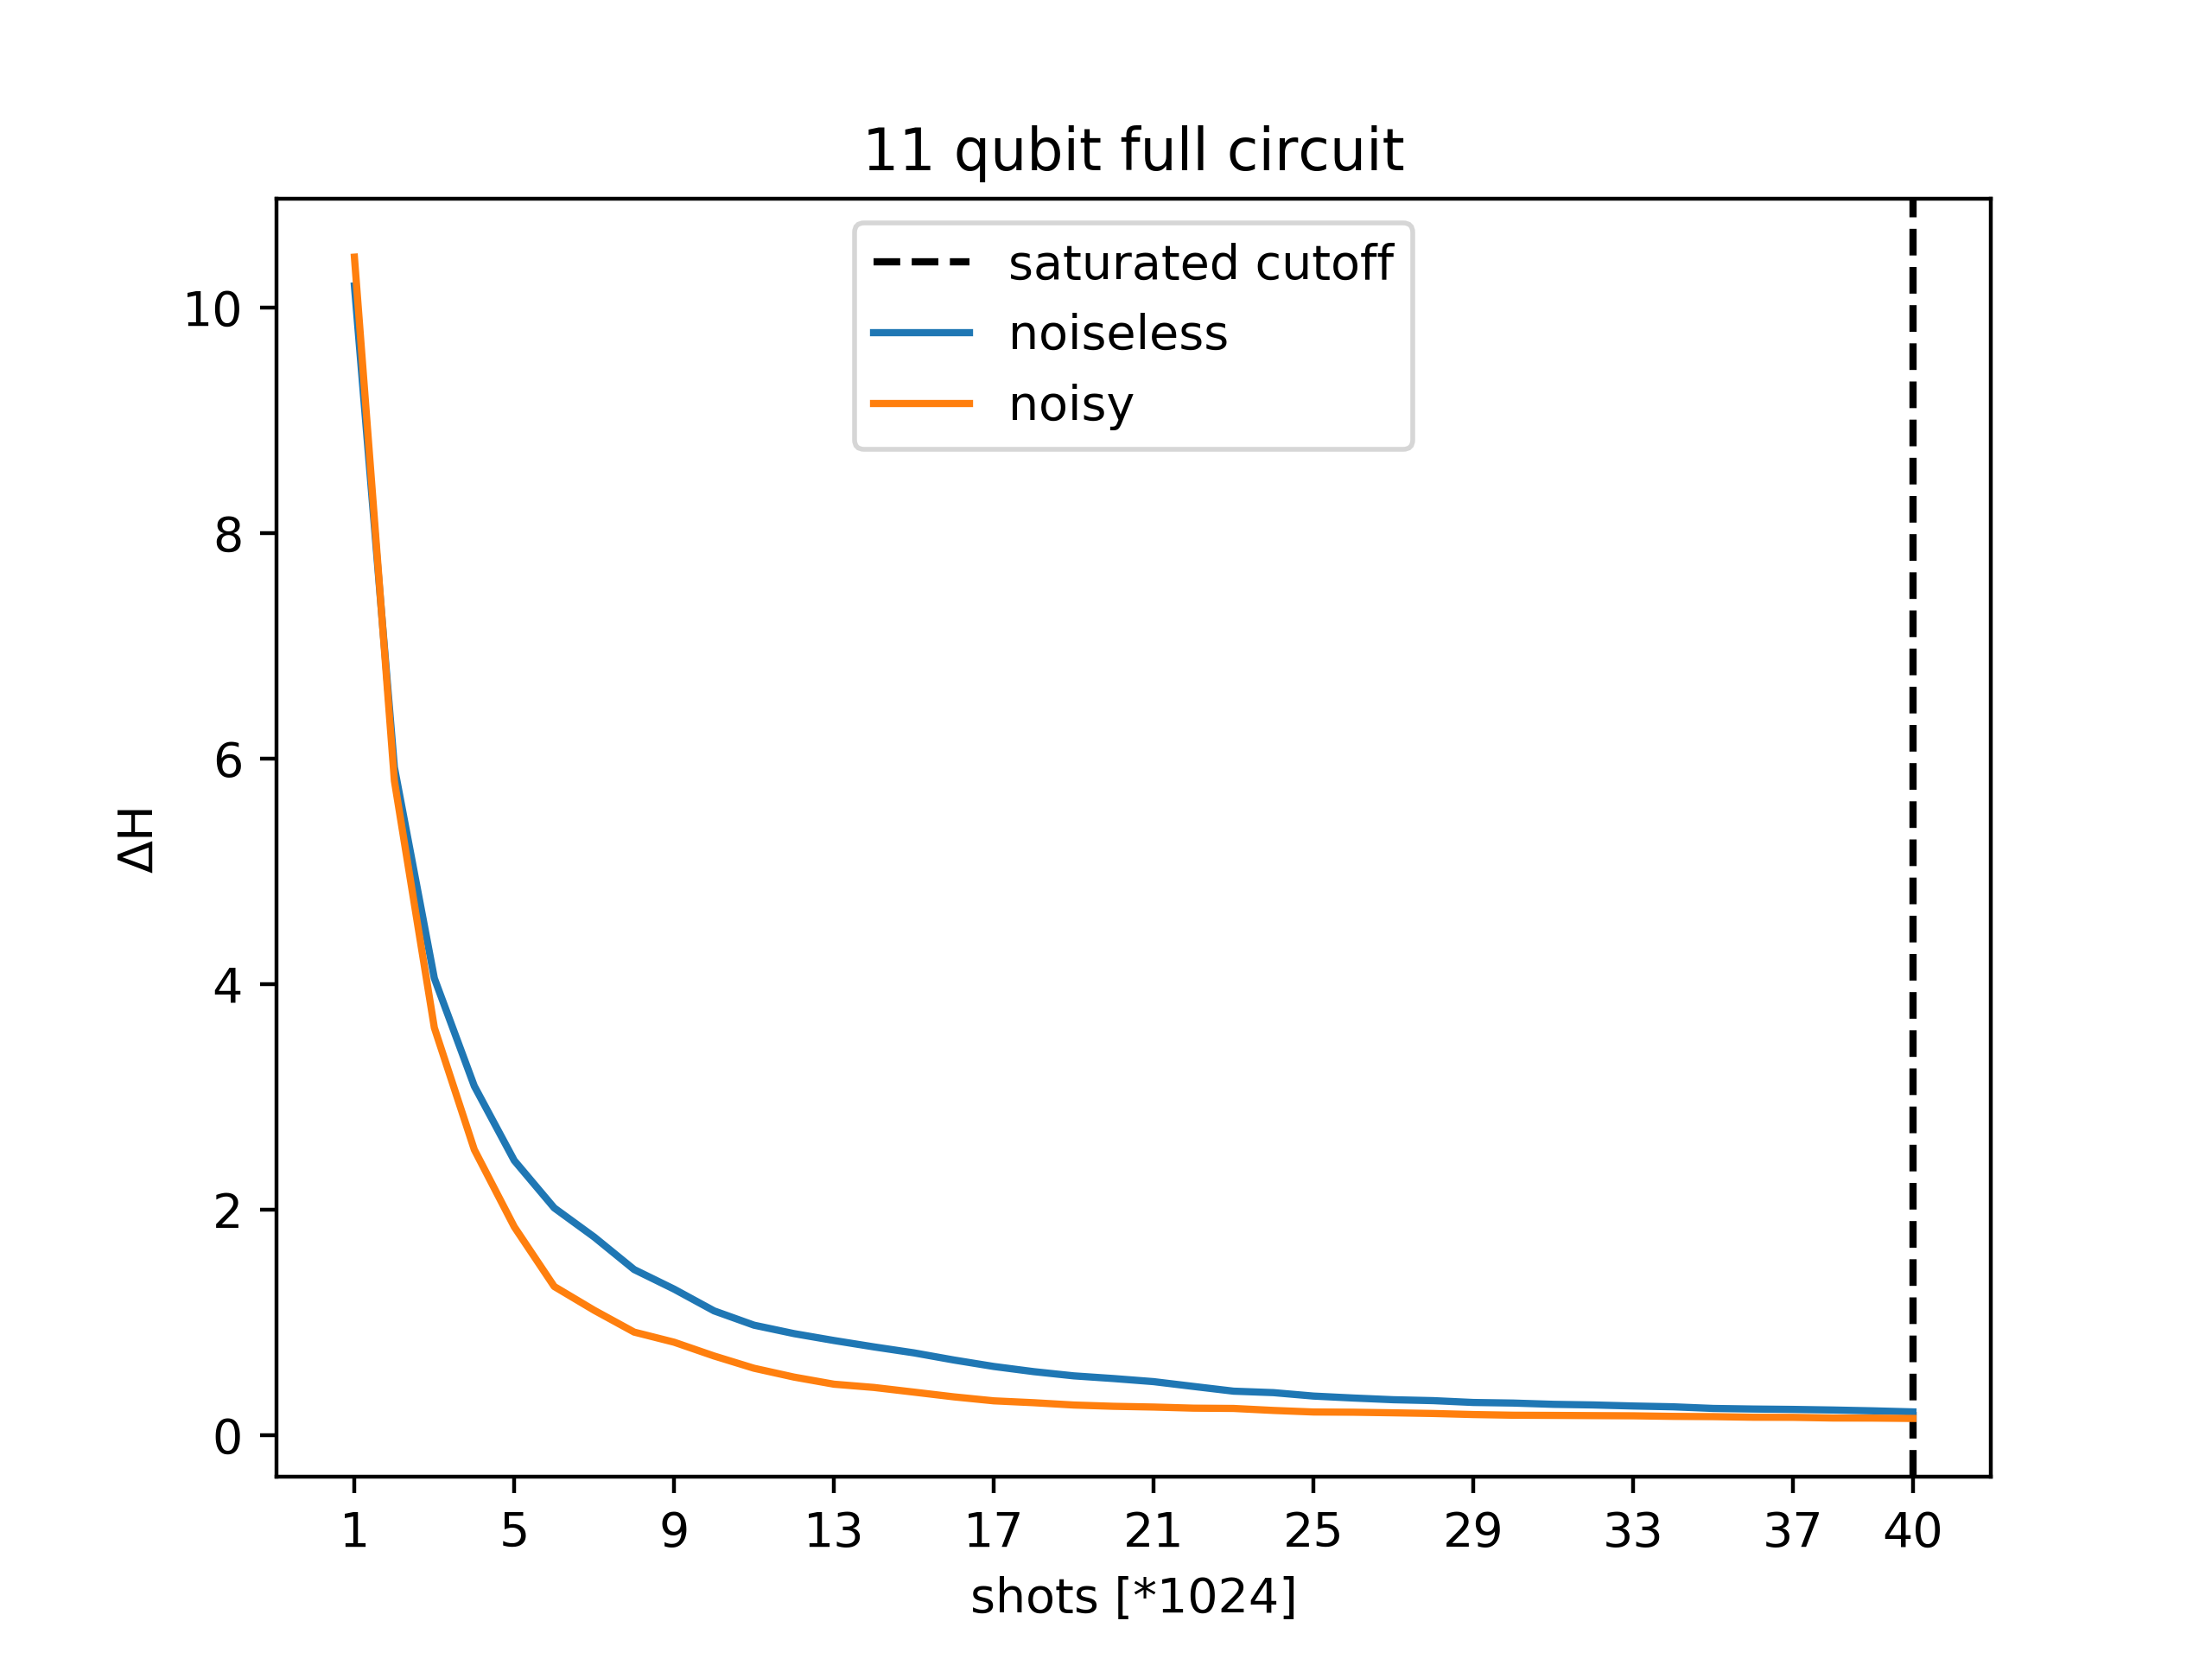 11 qubit full circuit
saturated cutoff
noiseless
noisy
10
8
6
4
2
0
ΔH
1 5 9 13 17 21 25 29 33 37 40
shots [*1024]